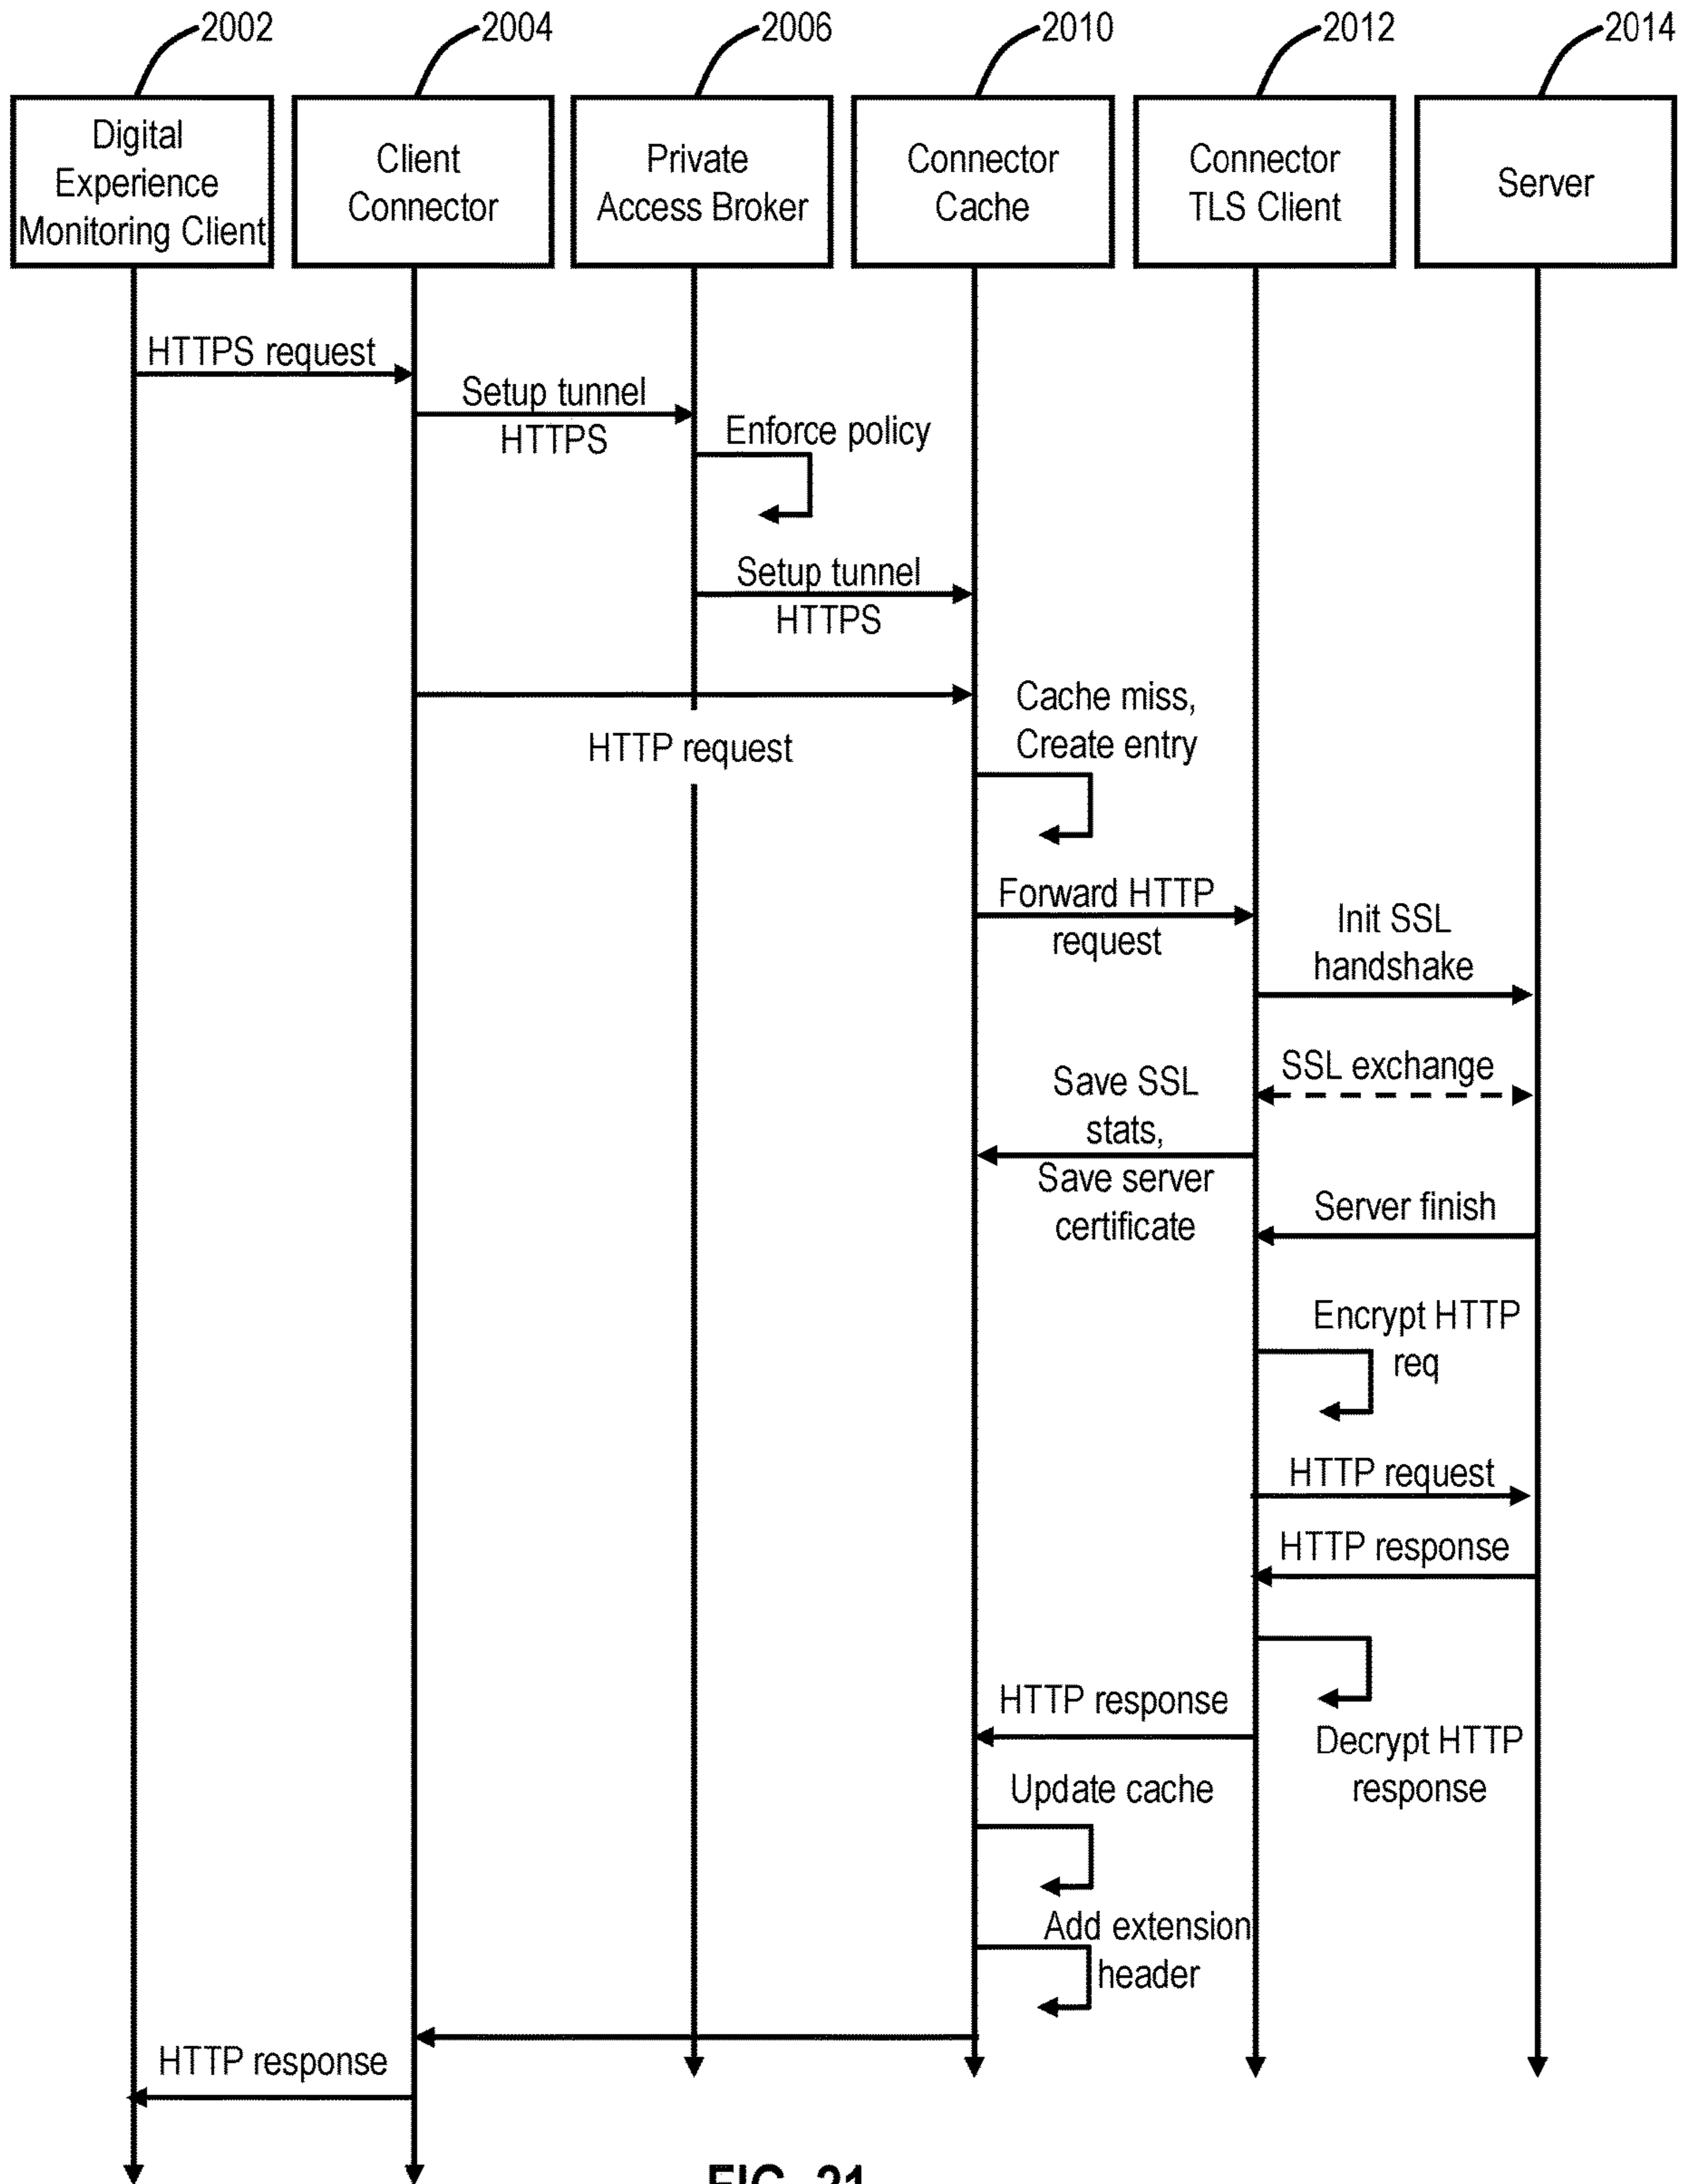 2002
2004
2006
2010
2012
2014
Digital
Experience
Monitoring Client
Client
Connector
Private
Access Broker
Connector
Cache
Connector
TLS Client
Server
HTTPS request
Setup tunnel
HTTPS
Enforce policy
Setup tunnel
HTTPS
HTTP request
Cache miss,
Create entry
Forward HTTP
request
Init SSL
handshake
SSL exchange
Save SSL
stats,
Save server
certificate
Server finish
Encrypt HTTP
req
HTTP request
HTTP response
Decrypt HTTP
response
HTTP response
Update cache
Add extension
header
HTTP response
FIG. 21